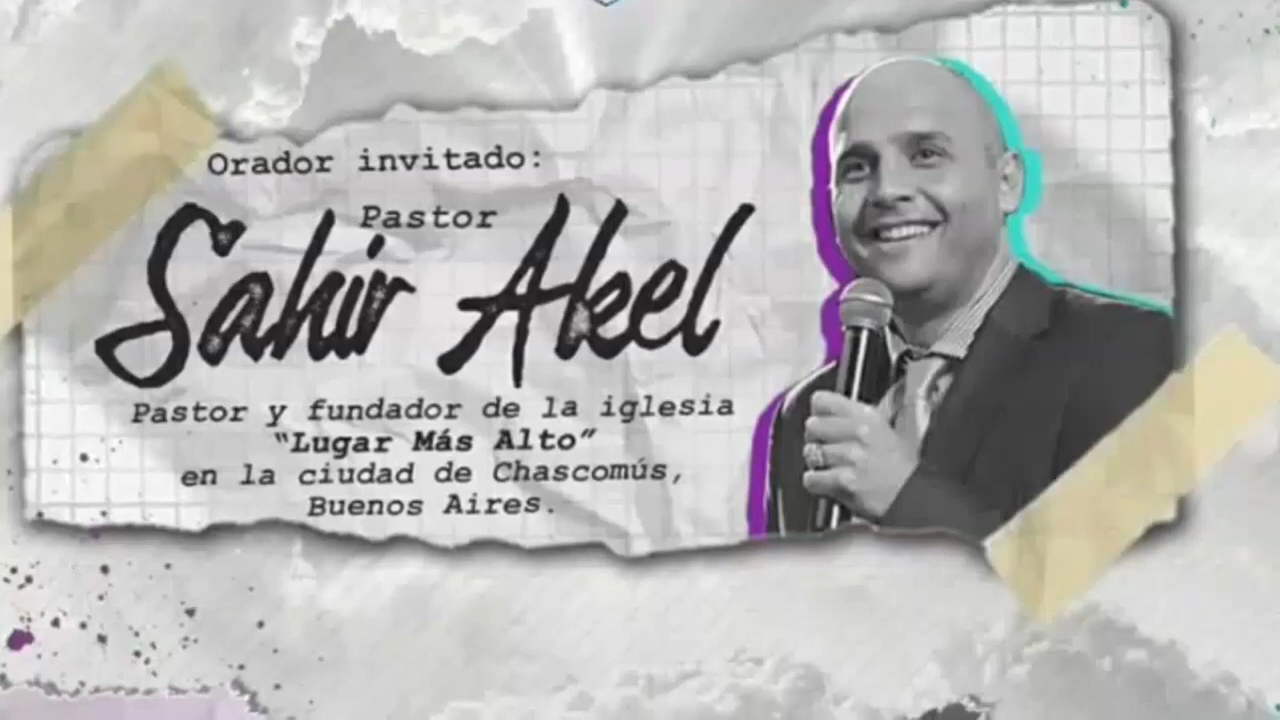 Orador invitado:
Pastor
Sahir Akel
Pastor y fundador de la iglesia
“Lugar Más Alto”
en la ciudad de Chascomús,
Buenos Aires.